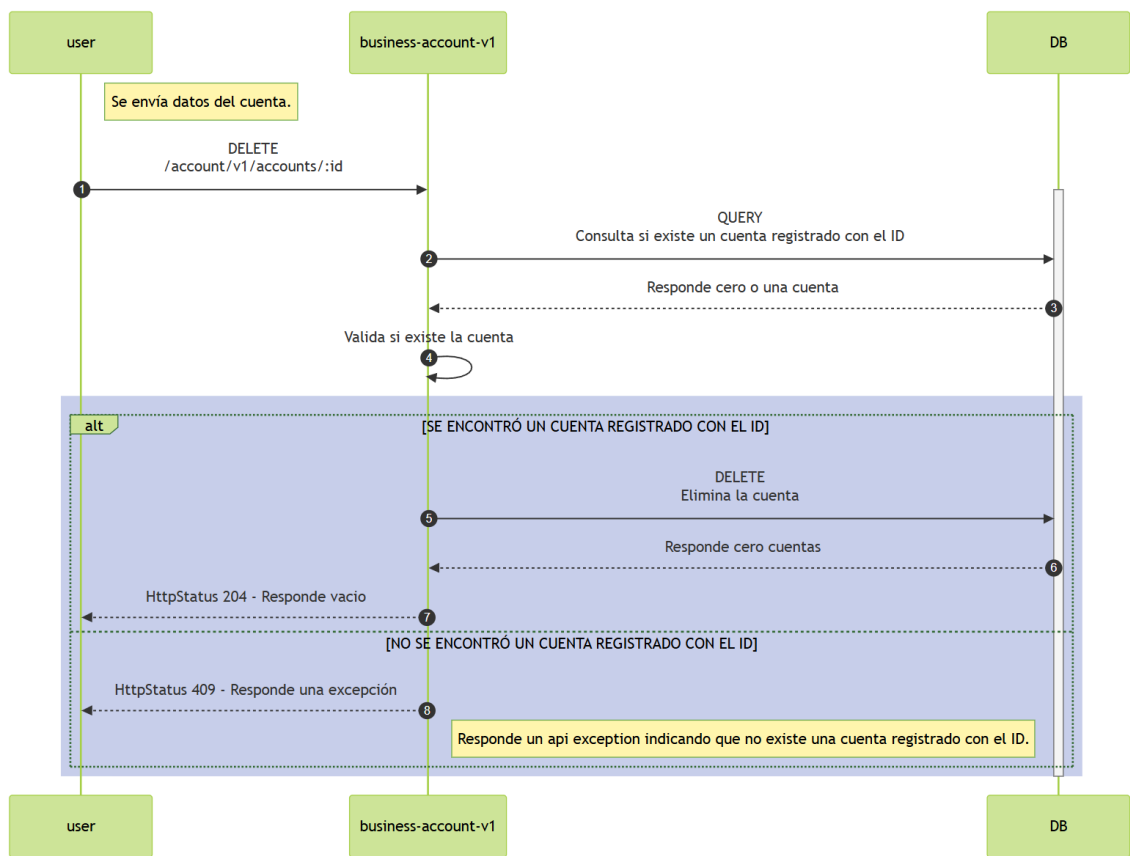 user
business-account-v1
DB
Se envía datos del cuenta.
DELETE
/account/v1/accounts/:id
1
QUERY
Consulta si existe un cuenta registrado con el ID
2
Responde cero o una cuenta
3
Valida si existe la cuenta
4
alt
[SE ENCONTRÓ UN CUENTA REGISTRADO CON EL ID]
DELETE
Elimina la cuenta
5
Responde cero cuentas
6
HttpStatus 204 - Responde vacio
7
[NO SE ENCONTRÓ UN CUENTA REGISTRADO CON EL ID]
HttpStatus 409 - Responde una excepción
8
Responde un api exception indicando que no existe una cuenta registrado con el ID.
user
business-account-v1
DB